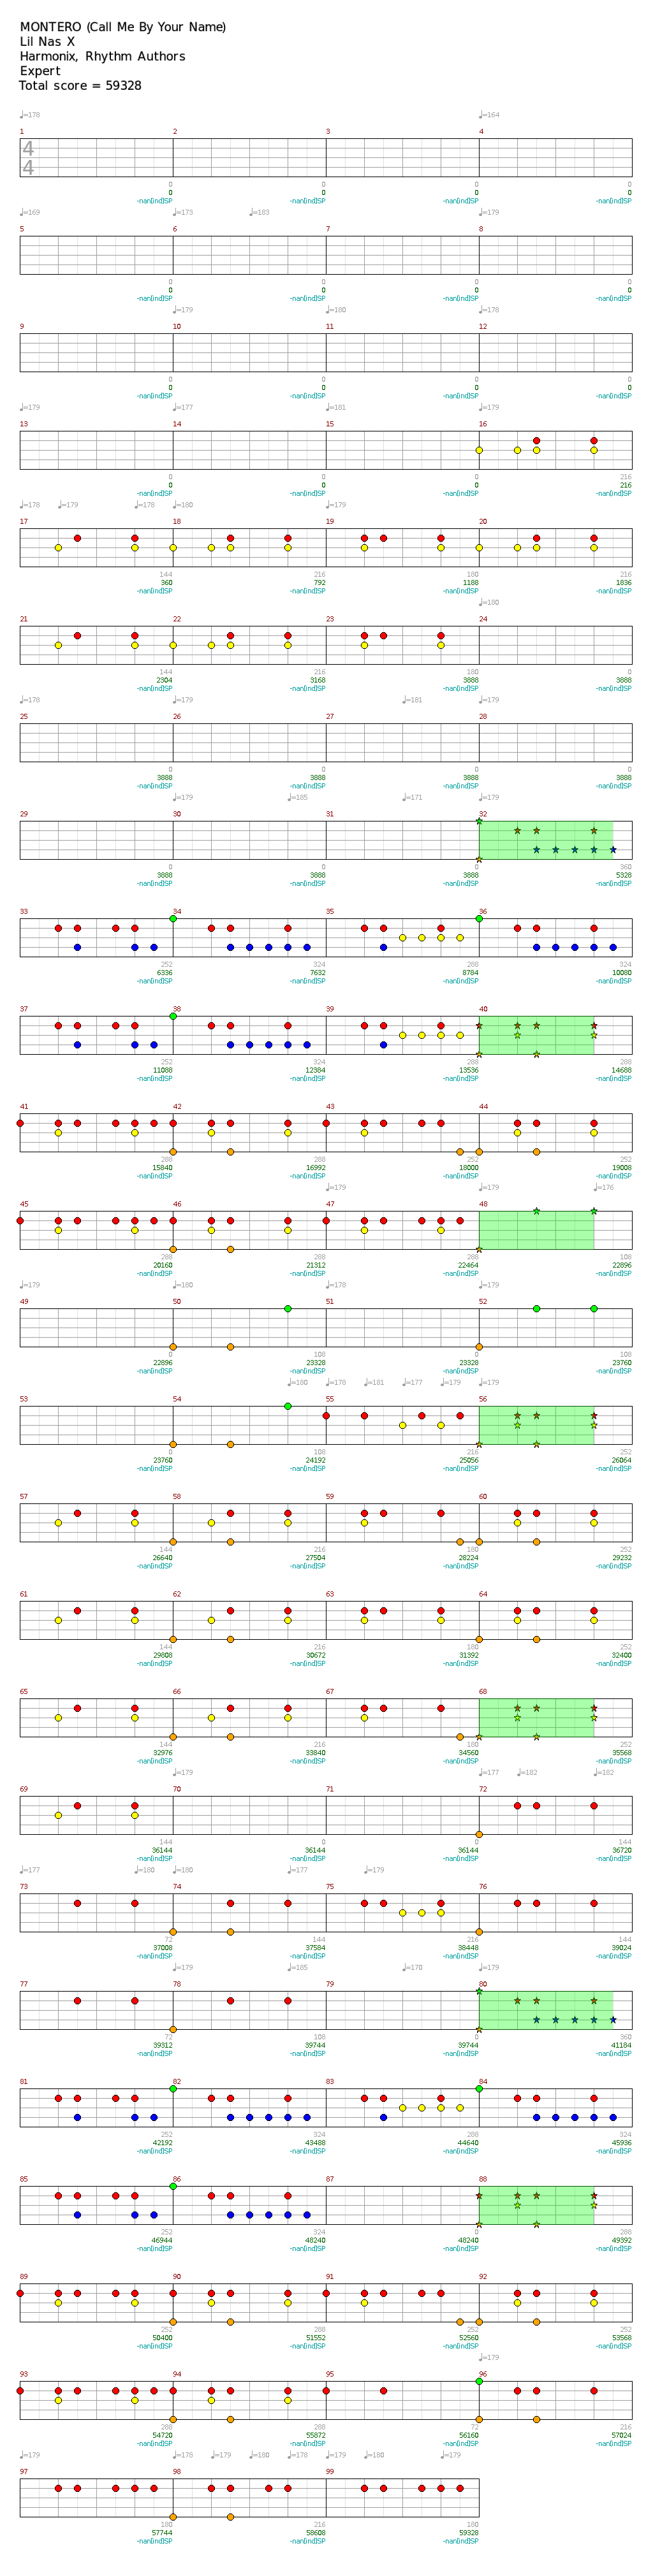 MONTERO (Call Me By Your Name)
Lil Nas X
Harmonix, Rhythm Authors
Expert
Total score = 59328
♩=178 ♩=164
1 2 3 4
4
4
0 0 0 0
0 0 0 0
-nan(ind)SP -nan(ind)SP -nan(ind)SP -nan(ind)SP
♩=169 ♩=173 ♩=183 ♩=179
5 6 7 8
0 0 0 0
0 0 0 0
-nan(ind)SP -nan(ind)SP -nan(ind)SP -nan(ind)SP
♩=179 ♩=180 ♩=178
9 10 11 12
0 0 0 0
0 0 0 0
-nan(ind)SP -nan(ind)SP -nan(ind)SP -nan(ind)SP
♩=179 ♩=177 ♩=181 ♩=179
13 14 15 16
0 0 0 216
0 0 0 216
-nan(ind)SP -nan(ind)SP -nan(ind)SP -nan(ind)SP
♩=178 ♩=179 ♩=178 ♩=180 ♩=179
17 18 19 20
144 216 180 216
360 792 1188 1836
-nan(ind)SP -nan(ind)SP -nan(ind)SP -nan(ind)SP
♩=180
21 22 23 24
144 216 180 0
2304 3168 3888 3888
-nan(ind)SP -nan(ind)SP -nan(ind)SP -nan(ind)SP
♩=178 ♩=179 ♩=181 ♩=179
25 26 27 28
0 0 0 0
3888 3888 3888 3888
-nan(ind)SP -nan(ind)SP -nan(ind)SP -nan(ind)SP
♩=179 ♩=185 ♩=171 ♩=179
29 30 31 32
0 0 0 360
3888 3888 3888 5328
-nan(ind)SP -nan(ind)SP -nan(ind)SP -nan(ind)SP
33 34 35 36
252 324 288 324
6336 7632 8784 10080
-nan(ind)SP -nan(ind)SP -nan(ind)SP -nan(ind)SP
37 38 39 40
252 324 288 288
11088 12384 13536 14688
-nan(ind)SP -nan(ind)SP -nan(ind)SP -nan(ind)SP
41 42 43 44
288 288 252 252
15840 16992 18000 19008
-nan(ind)SP -nan(ind)SP -nan(ind)SP -nan(ind)SP
♩=179 ♩=179 ♩=176
45 46 47 48
288 288 288 108
20160 21312 22464 22896
-nan(ind)SP -nan(ind)SP -nan(ind)SP -nan(ind)SP
♩=179 ♩=180 ♩=178 ♩=179
49 50 51 52
0 108 0 108
22896 23328 23328 23760
-nan(ind)SP -nan(ind)SP -nan(ind)SP -nan(ind)SP
♩=180 ♩=178 ♩=181 ♩=177 ♩=179 ♩=179
53 54 55 56
0 108 216 252
23760 24192 25056 26064
-nan(ind)SP -nan(ind)SP -nan(ind)SP -nan(ind)SP
57 58 59 60
144 216 180 252
26640 27504 28224 29232
-nan(ind)SP -nan(ind)SP -nan(ind)SP -nan(ind)SP
61 62 63 64
144 216 180 252
29808 30672 31392 32400
-nan(ind)SP -nan(ind)SP -nan(ind)SP -nan(ind)SP
65 66 67 68
144 216 180 252
32976 33840 34560 35568
-nan(ind)SP -nan(ind)SP -nan(ind)SP -nan(ind)SP
♩=179 ♩=177 ♩=182 ♩=182
69 70 71 72
144 0 0 144
36144 36144 36144 36720
-nan(ind)SP -nan(ind)SP -nan(ind)SP -nan(ind)SP
♩=177 ♩=180 ♩=180 ♩=177 ♩=179
73 74 75 76
72 144 216 144
37008 37584 38448 39024
-nan(ind)SP -nan(ind)SP -nan(ind)SP -nan(ind)SP
♩=179 ♩=185 ♩=170 ♩=179
77 78 79 80
72 108 0 360
39312 39744 39744 41184
-nan(ind)SP -nan(ind)SP -nan(ind)SP -nan(ind)SP
81 82 83 84
252 324 288 324
42192 43488 44640 45936
-nan(ind)SP -nan(ind)SP -nan(ind)SP -nan(ind)SP
85 86 87 88
252 324 0 288
46944 48240 48240 49392
-nan(ind)SP -nan(ind)SP -nan(ind)SP -nan(ind)SP
89 90 91 92
252 288 252 252
50400 51552 52560 53568
-nan(ind)SP -nan(ind)SP -nan(ind)SP -nan(ind)SP
♩=179
93 94 95 96
288 288 72 216
54720 55872 56160 57024
-nan(ind)SP -nan(ind)SP -nan(ind)SP -nan(ind)SP
♩=179 ♩=178 ♩=179 ♩=180 ♩=178 ♩=179 ♩=180 ♩=179
97 98 99
180 216 180
57744 58608 59328
-nan(ind)SP -nan(ind)SP -nan(ind)SP